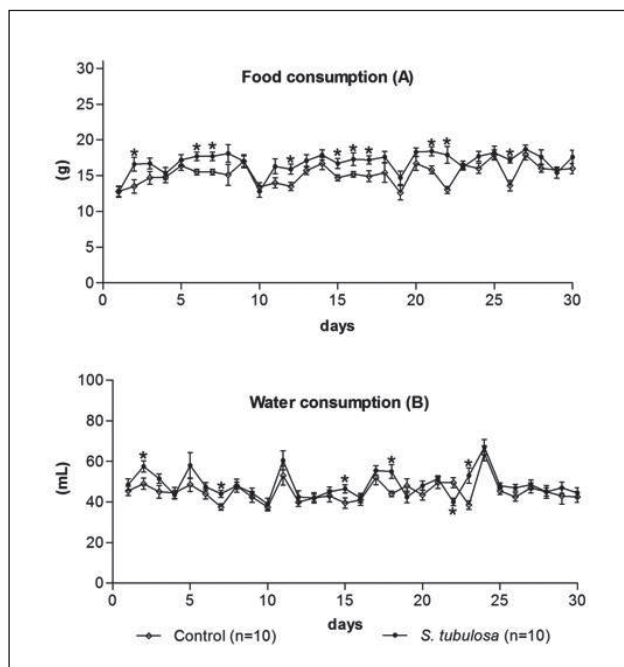 Food consumption (A)
30
25
20
15
10
5
0
(g)
* * * * * * * * * *
0 5 10 15 20 25 30
days
Water consumption (B)
100
80
60
40
20
0
(mL)
* * * * * *
0 5 10 15 20 25 30
days
Control (n=10) S. tubulosa (n=10)